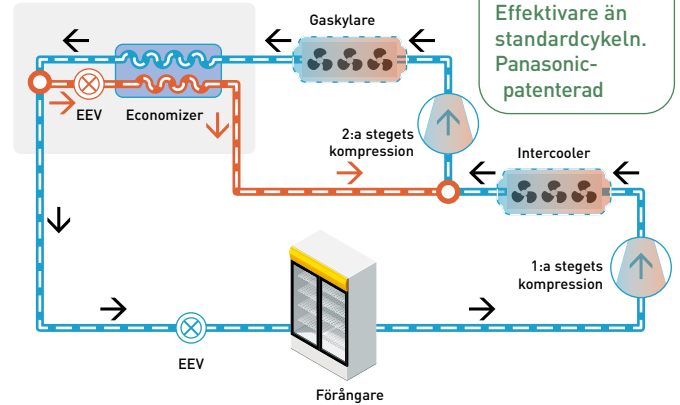 Gaskylare
Effektivare än
standardcykeln.
Panasonic-
patenterad
EEV
Economizer
2:a stegets
kompression
Intercooler
1:a stegets
kompression
EEV
Förångare